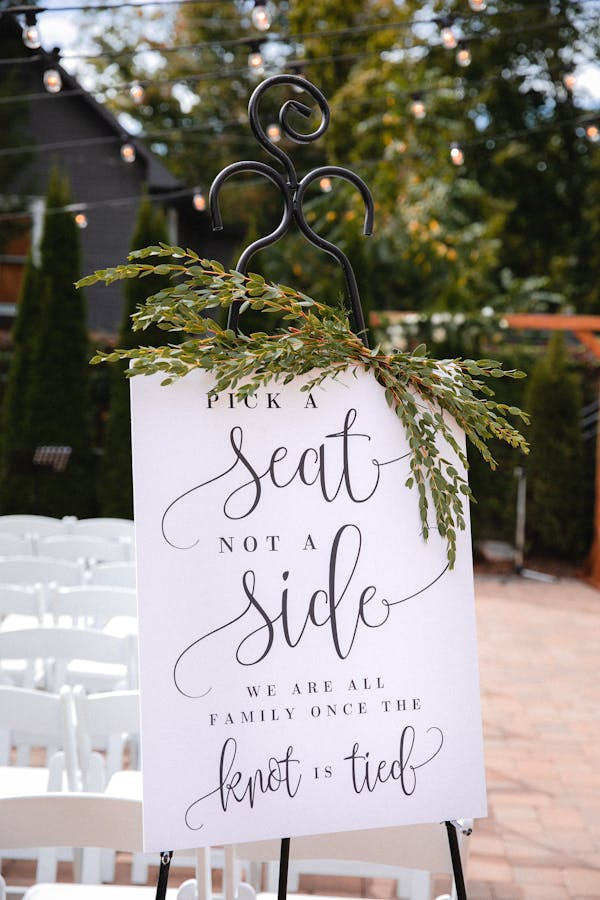 PICK A
seat
NOT A
side
WE ARE ALL
FAMILY ONCE THE
knot IS tied